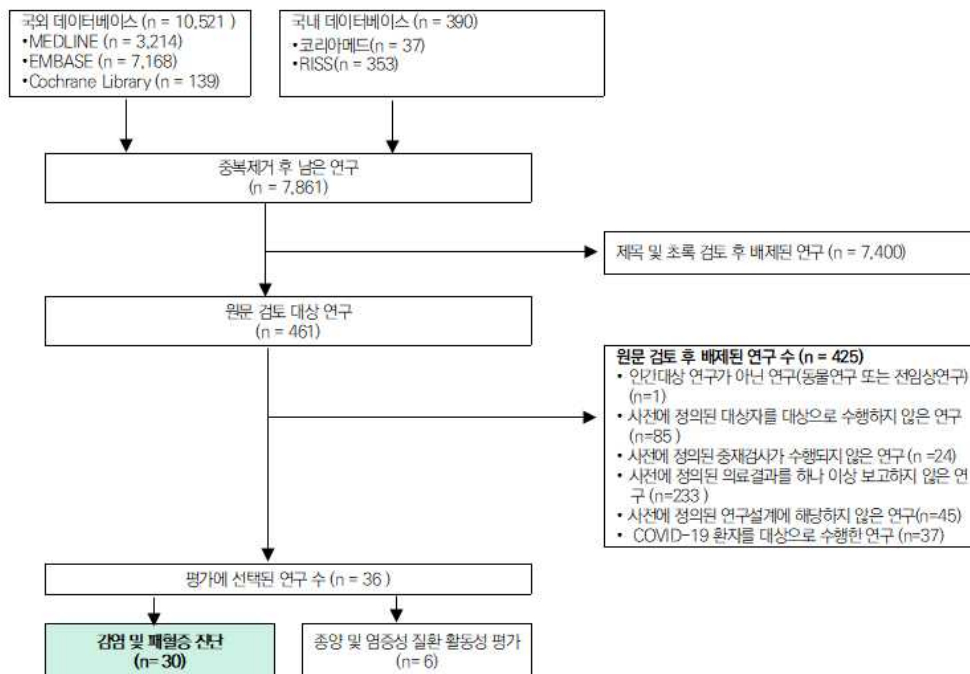 국외 데이터베이스 (n = 10,521 )
•MEDLINE (n = 3,214)
•EMBASE (n = 7,168)
•Cochrane Library (n = 139)
국내 데이터베이스 (n = 390)
•코리아메드(n = 37)
•RISS(n = 353)
중복제거 후 남은 연구
(n = 7,861)
제목 및 초록 검토 후 배제된 연구 (n = 7,400)
원문 검토 대상 연구
(n = 461)
원문 검토 후 배제된 연구 수 (n = 425)
• 인간대상 연구가 아닌 연구(동물연구 또는 전임상연구)
(n=1)
• 사전에 정의된 대상자를 대상으로 수행하지 않은 연구
(n=85 )
• 사전에 정의된 중재검사가 수행되지 않은 연구 (n =24)
• 사전에 정의된 의료결과를 하나 이상 보고하지 않은 연
구 (n=233 )
• 사전에 정의된 연구설계에 해당하지 않은 연구(n=45)
• COVID-19 환자를 대상으로 수행한 연구 (n=37)
평가에 선택된 연구 수 (n = 36 )
감염 및 패혈증 진단
(n= 30)
종양 및 염증성 질환 활동성 평가
(n= 6)